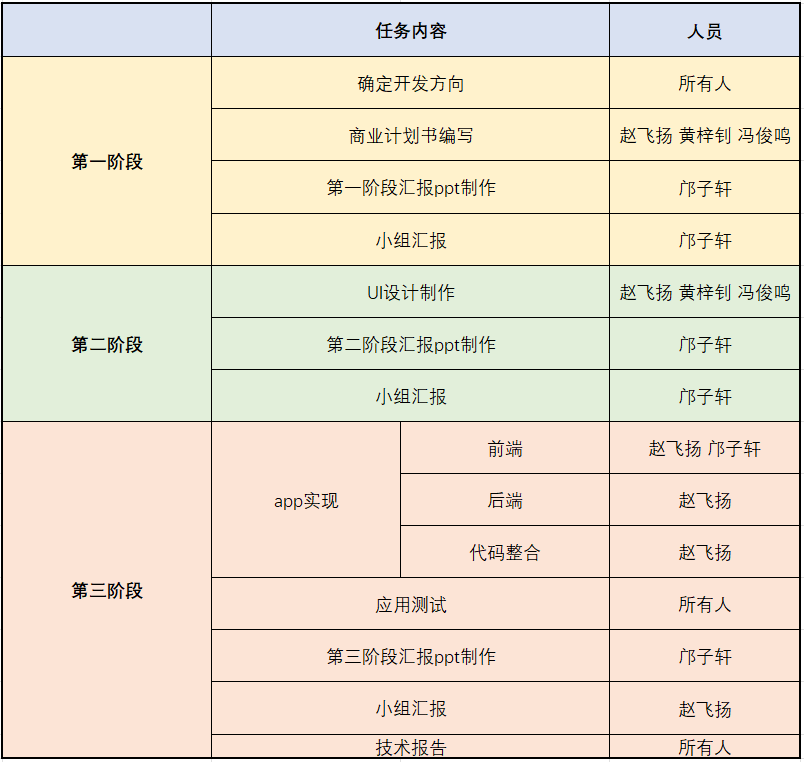 任务内容 人员
第一阶段
确定开发方向 所有人
商业计划书编写 赵飞扬 黄梓钊 冯俊鸣
第一阶段汇报ppt制作 邝子轩
小组汇报 邝子轩
第二阶段
UI设计制作 赵飞扬 黄梓钊 冯俊鸣
第二阶段汇报ppt制作 邝子轩
小组汇报 邝子轩
第三阶段
app实现
前端 赵飞扬 邝子轩
后端 赵飞扬
代码整合 赵飞扬
应用测试 所有人
第三阶段汇报ppt制作 邝子轩
小组汇报 赵飞扬
技术报告 所有人